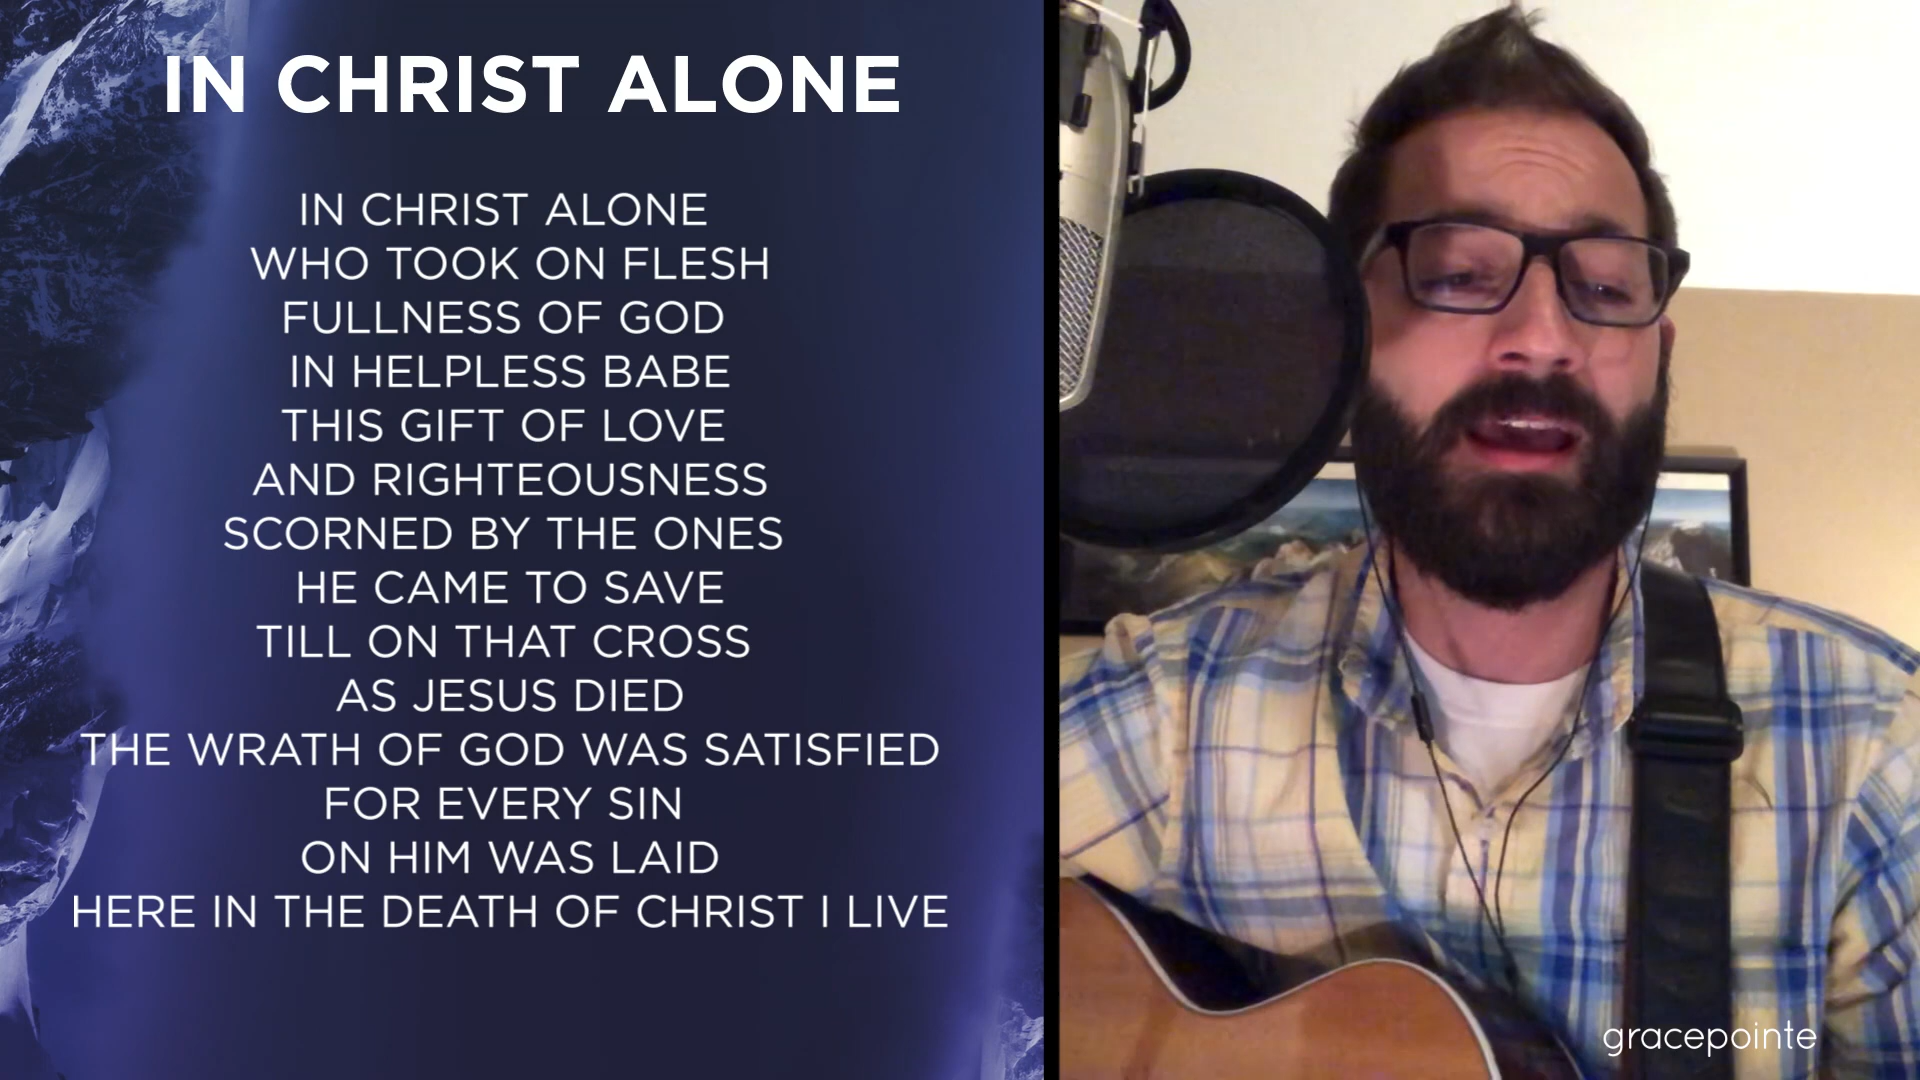 IN CHRIST ALONE
IN CHRIST ALONE
WHO TOOK ON FLESH
FULLNESS OF GOD
IN HELPLESS BABE
THIS GIFT OF LOVE
AND RIGHTEOUSNESS
SCORNED BY THE ONES
HE CAME TO SAVE
TILL ON THAT CROSS
AS JESUS DIED
THE WRATH OF GOD WAS SATISFIED
FOR EVERY SIN
ON HIM WAS LAID
HERE IN THE DEATH OF CHRIST I LIVE
gracepointe